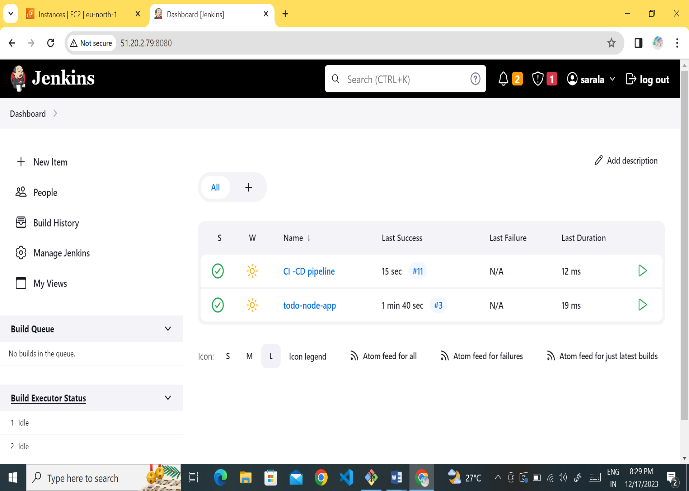 Instances | EC2 | eu-north-1
Dashboard [Jenkins]
Not secure 51.20.2.79:8080
Jenkins
Search (CTRL+K)
2
1
sarala
log out
Dashboard
New Item
Add description
People
All +
Build History
S W Name ↓ Last Success Last Failure Last Duration
Manage Jenkins
CI -CD pipeline 15 sec #11 N/A 12 ms
My Views
todo-node-app 1 min 40 sec #3 N/A 19 ms
Build Queue
No builds in the queue.
Icon: S M L Icon legend Atom feed for all Atom feed for failures Atom feed for just latest builds
Build Executor Status
1 Idle
2 Idle
Type here to search
27°C
ENG
IN
8:29 PM
12/17/2023
2